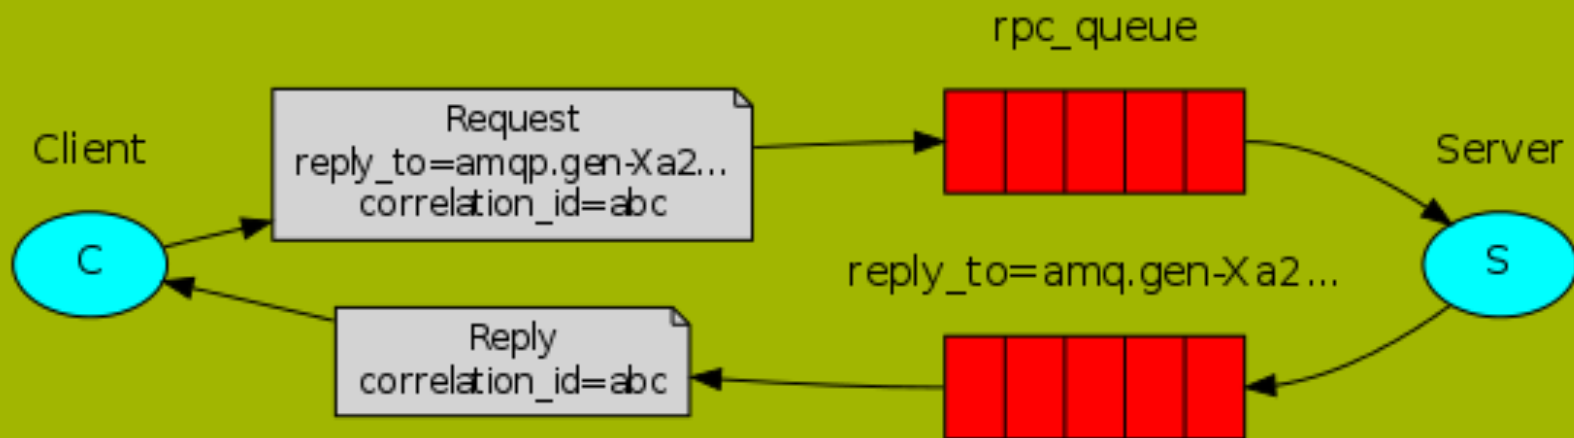 rpc_queue
Client
Request
reply_to=amqp.gen-Xa2...
correlation_id=abc
Server
C
S
reply_to=amq.gen-Xa2...
Reply
correlation_id=abc